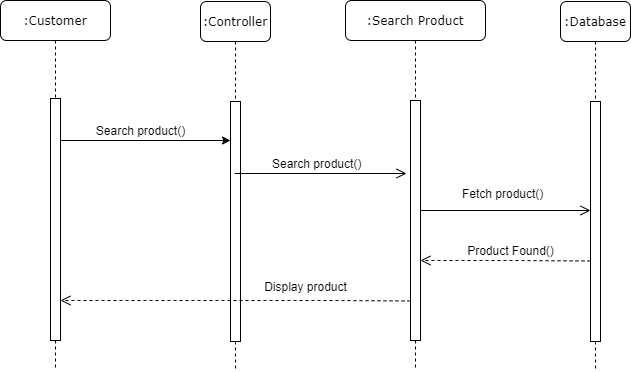 :Customer
:Controller
:Search Product
:Database
Search product()
Search product()
Fetch product()
Product Found()
Display product